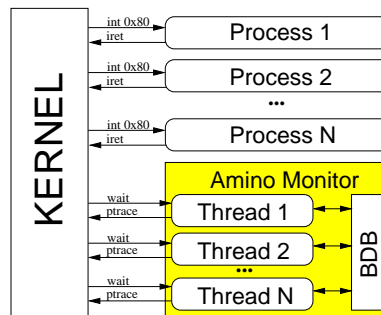 KERNEL
int 0x80
iret
Process 1
int 0x80
iret
Process 2
...
int 0x80
iret
Process N
Amino Monitor
wait
ptrace
Thread 1
wait
ptrace
Thread 2
...
wait
ptrace
Thread N
BDB